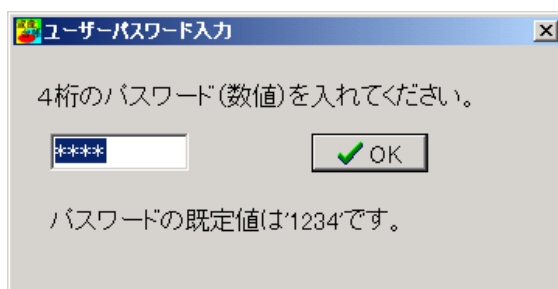 ユーザーパスワード入力
4桁のパスワード(数値)を入れてください。
****
OK
パスワードの既定値は'1234'です。